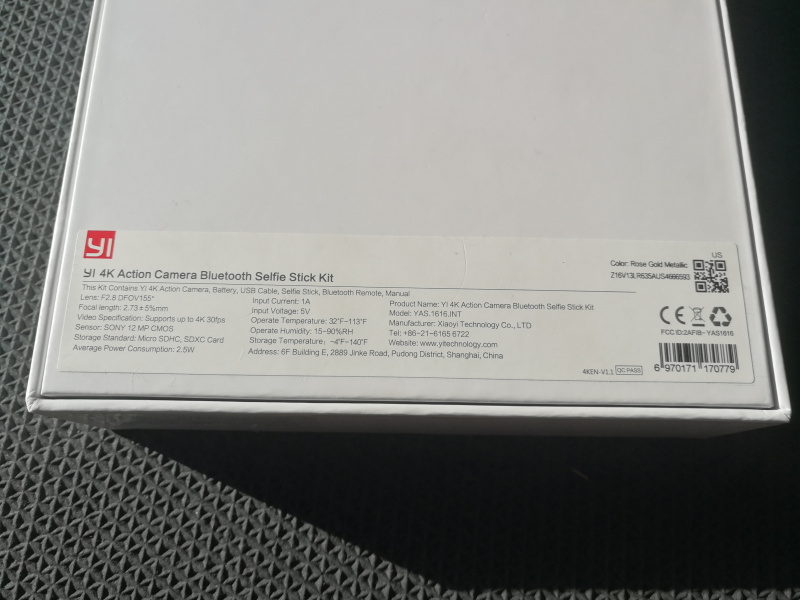 YI
YI 4K Action Camera Bluetooth Selfie Stick Kit
This Kit Contains YI 4K Action Camera, Battery, USB Cable, Selfie Stick, Bluetooth Remote, Manual
Lens: F2.8 DFOV155°
Focal length: 2.73±5%mm
Video Specification: Supports up to 4K 30fps
Sensor: SONY 12 MP CMOS
Storage Standard: Micro SDHC, SDXC Card
Average Power Consumption: 2.5W
Input Current: 1A
Input Voltage: 5V
Operate Temperature: 32°F~113°F
Operate Humidity: 15~90%RH
Storage Temperature: -4°F~140°F
Address: 6F Building E, 2889 Jinke Road, Pudong District, Shanghai, China
Product Name: YI 4K Action Camera Bluetooth Selfie Stick Kit
Model: YAS.1616.INT
Manufacturer: Xiaoyi Technology Co., LTD
Tel: +86-21-6165 6722
Website: www.yitechnology.com
US
Color: Rose Gold Metallic
Z16V13LR635AUS4666593
CE
FCC ID:2AFIB-YAS1616
4KEN-V1.1 QC PASS
6 970171 170779